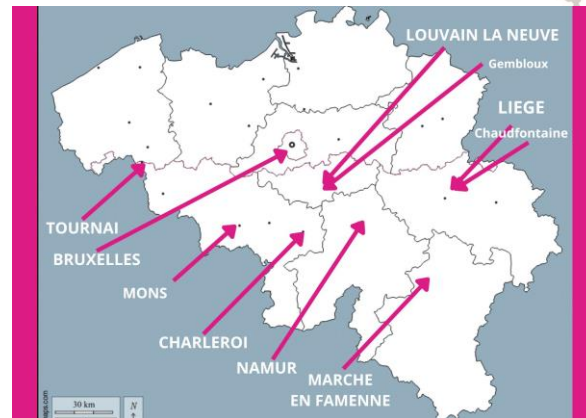 LOUVAIN LA NEUVE
Gembloux
LIEGE
Chaudfontaine
TOURNAI
BRUXELLES
MONS
CHARLEROI
NAMUR
MARCHE
EN FAMENNE
30 km
N